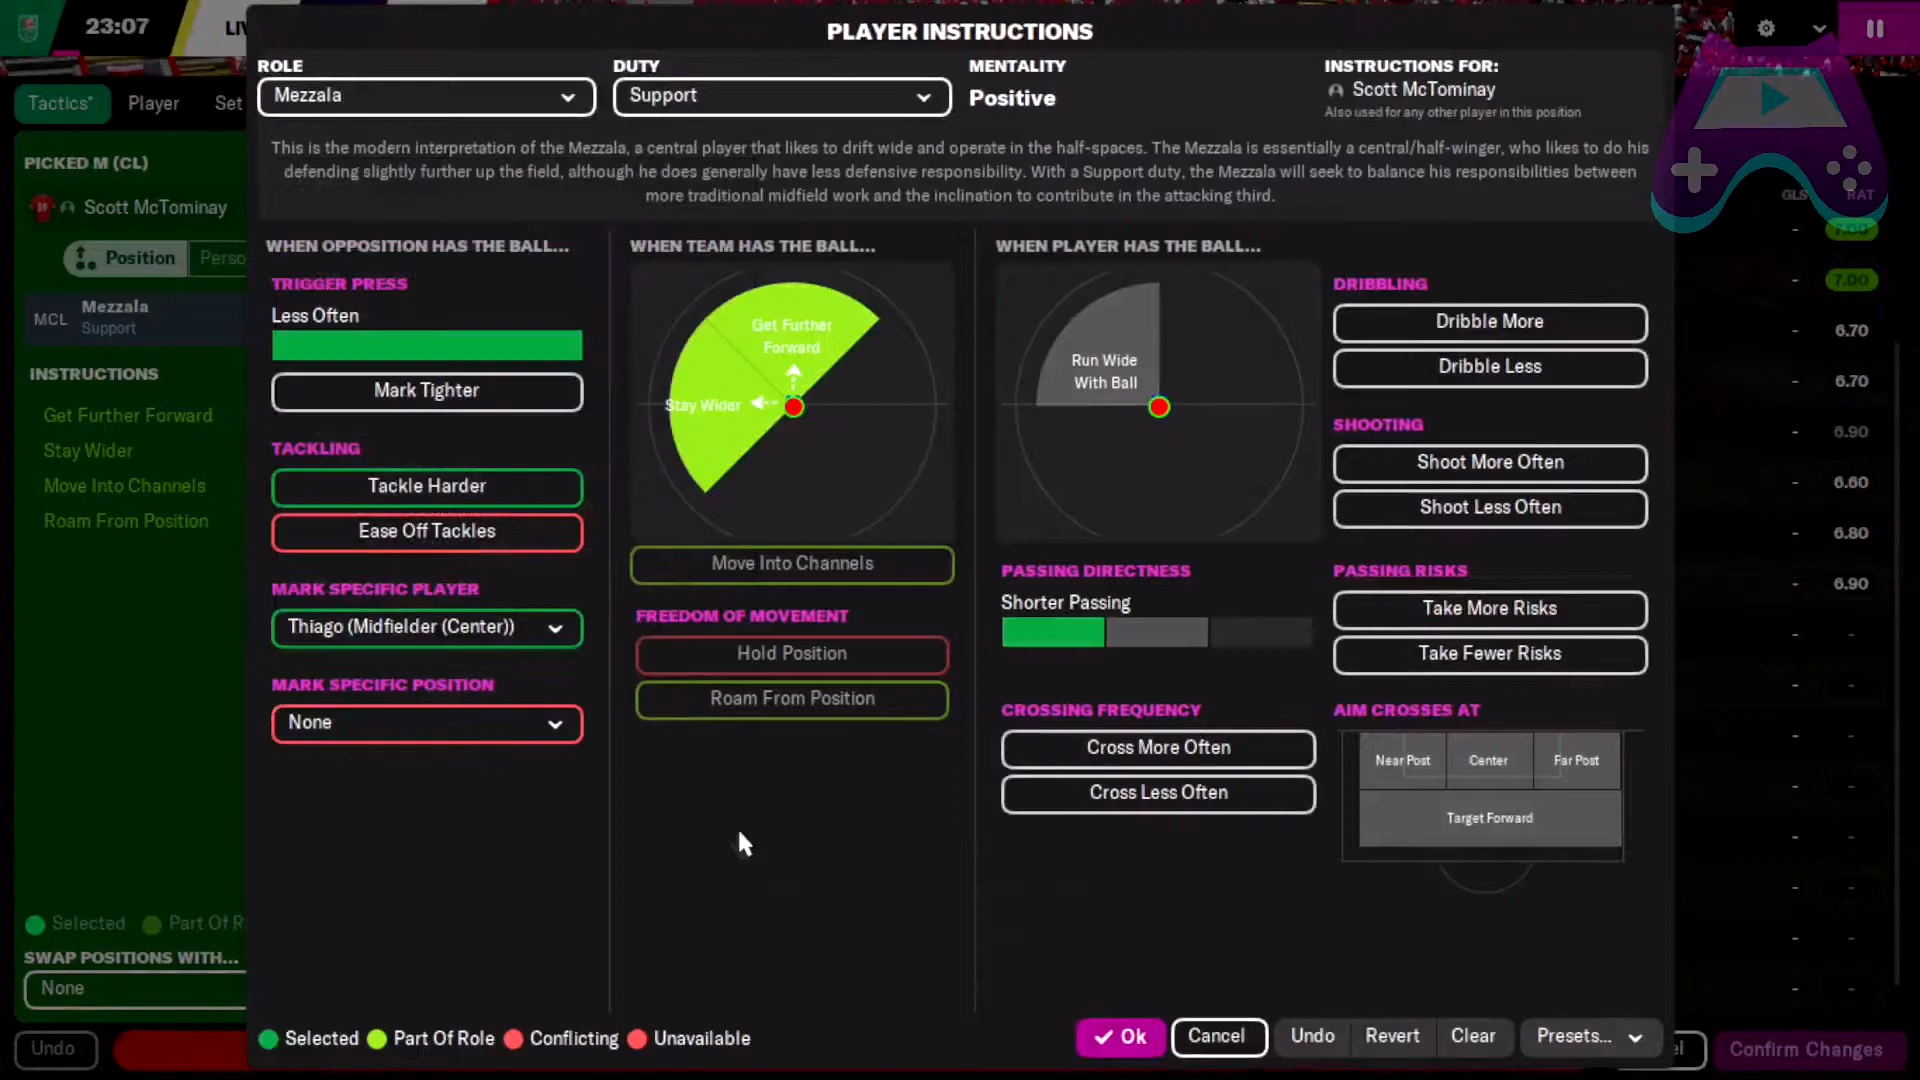 23:07
LIV
PLAYER INSTRUCTIONS
ROLE
Mezzala
DUTY
Support
MENTALITY
Positive
INSTRUCTIONS FOR:
Scott McTominay
Also used for any other player in this position
This is the modern interpretation of the Mezzala, a central player that likes to drift wide and operate in the half-spaces. The Mezzala is essentially a central/half-winger, who likes to do his
defending slightly further up the field, although he does generally have less defensive responsibility. With a Support duty, the Mezzala will seek to balance his responsibilities between
more traditional midfield work and the inclination to contribute in the attacking third.
Tactics*
Player
Set
PICKED M (CL)
Scott McTominay
Position
Perso
MCL
Mezzala
Support
INSTRUCTIONS
Get Further Forward
Stay Wider
Move Into Channels
Roam From Position
Selected
Part Of R
SWAP POSITIONS WITH...
None
Undo
WHEN OPPOSITION HAS THE BALL...
TRIGGER PRESS
Less Often
Mark Tighter
TACKLING
Tackle Harder
Ease Off Tackles
MARK SPECIFIC PLAYER
Thiago (Midfielder (Center))
MARK SPECIFIC POSITION
None
WHEN TEAM HAS THE BALL...
Get Further
Forward
Stay Wider
Move Into Channels
FREEDOM OF MOVEMENT
Hold Position
Roam From Position
WHEN PLAYER HAS THE BALL...
Run Wide
With Ball
PASSING DIRECTNESS
Shorter Passing
CROSSING FREQUENCY
Cross More Often
Cross Less Often
DRIBBLING
Dribble More
Dribble Less
SHOOTING
Shoot More Often
Shoot Less Often
PASSING RISKS
Take More Risks
Take Fewer Risks
AIM CROSSES AT
Near Post
Center
Far Post
Target Forward
Selected
Part Of Role
Conflicting
Unavailable
Ok
Cancel
Undo
Revert
Clear
Presets...
GLS
RAT
7.00
- 7.00
- 6.70
- 6.70
- 6.90
- 6.60
- 6.80
- 6.90
- -
- -
- -
- -
- -
- -
- -
- -
el
Confirm Changes